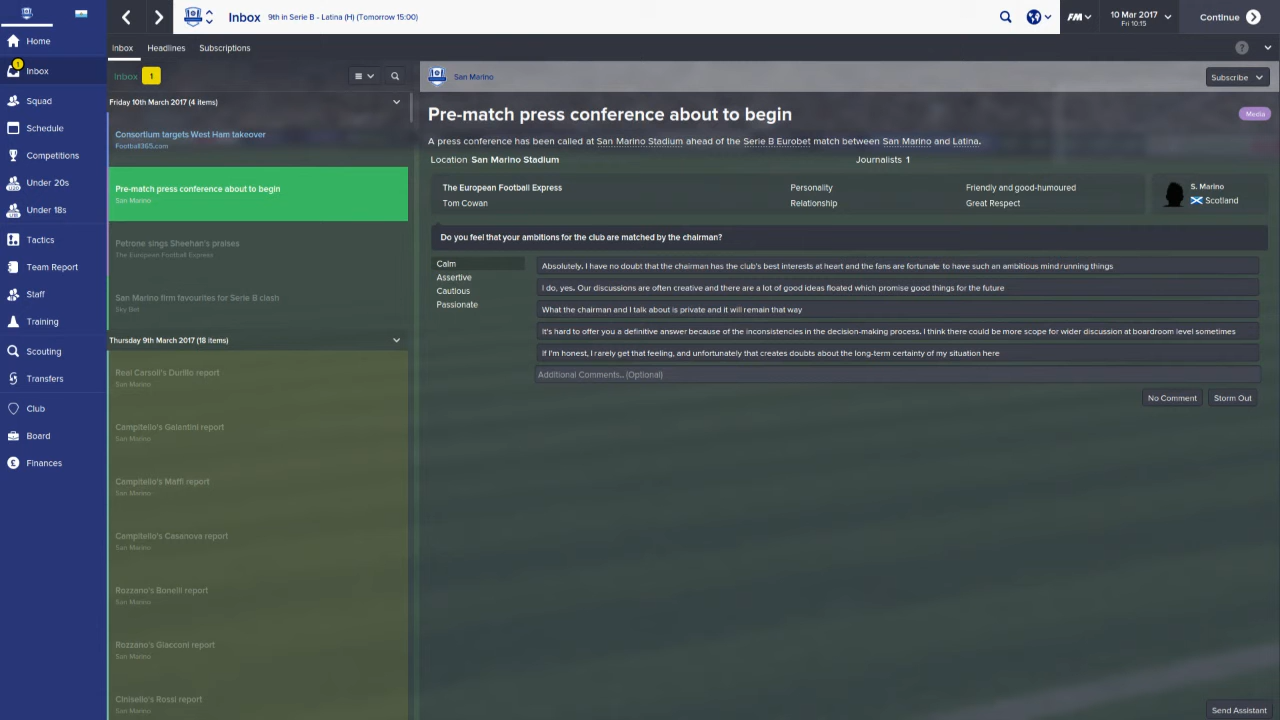 Inbox
9th in Serie B - Latina (H) (Tomorrow 15:00)
FM
10 Mar 2017
Fri 10:15
Continue
Home
1
Inbox
Squad
Schedule
Competitions
Under 20s
Under 18s
Tactics
Team Report
Staff
Training
Scouting
Transfers
Club
Board
Finances
Inbox Headlines Subscriptions
?
Inbox 1
Friday 10th March 2017 (4 items)
Consortium targets West Ham takeover
Football365.com
Pre-match press conference about to begin
San Marino
Petrone sings Sheehan's praises
The European Football Express
San Marino firm favourites for Serie B clash
Sky Bet
Thursday 9th March 2017 (18 items)
Real Carsoli's Durillo report
San Marino
Campitello's Galantini report
San Marino
Campitello's Maffi report
San Marino
Campitello's Casanova report
San Marino
Rozzano's Bonelli report
San Marino
Rozzano's Giacconi report
San Marino
Cinisello's Rossi report
San Marino
San Marino
Subscribe
Pre-match press conference about to begin
Media
A press conference has been called at San Marino Stadium ahead of the Serie B Eurobet match between San Marino and Latina.
Location San Marino Stadium
Journalists 1
The European Football Express
Personality
Friendly and good-humoured
Tom Cowan
Relationship
Great Respect
S. Marino
Scotland
Do you feel that your ambitions for the club are matched by the chairman?
Calm
Assertive
Cautious
Passionate
Absolutely. I have no doubt that the chairman has the club's best interests at heart and the fans are fortunate to have such an ambitious mind running things
I do, yes. Our discussions are often creative and there are a lot of good ideas floated which promise good things for the future
What the chairman and I talk about is private and it will remain that way
It's hard to offer you a definitive answer because of the inconsistencies in the decision-making process. I think there could be more scope for wider discussion at boardroom level sometimes
If I'm honest, I rarely get that feeling, and unfortunately that creates doubts about the long-term certainty of my situation here
Additional Comments.. (Optional)
No Comment
Storm Out
Send Assistant